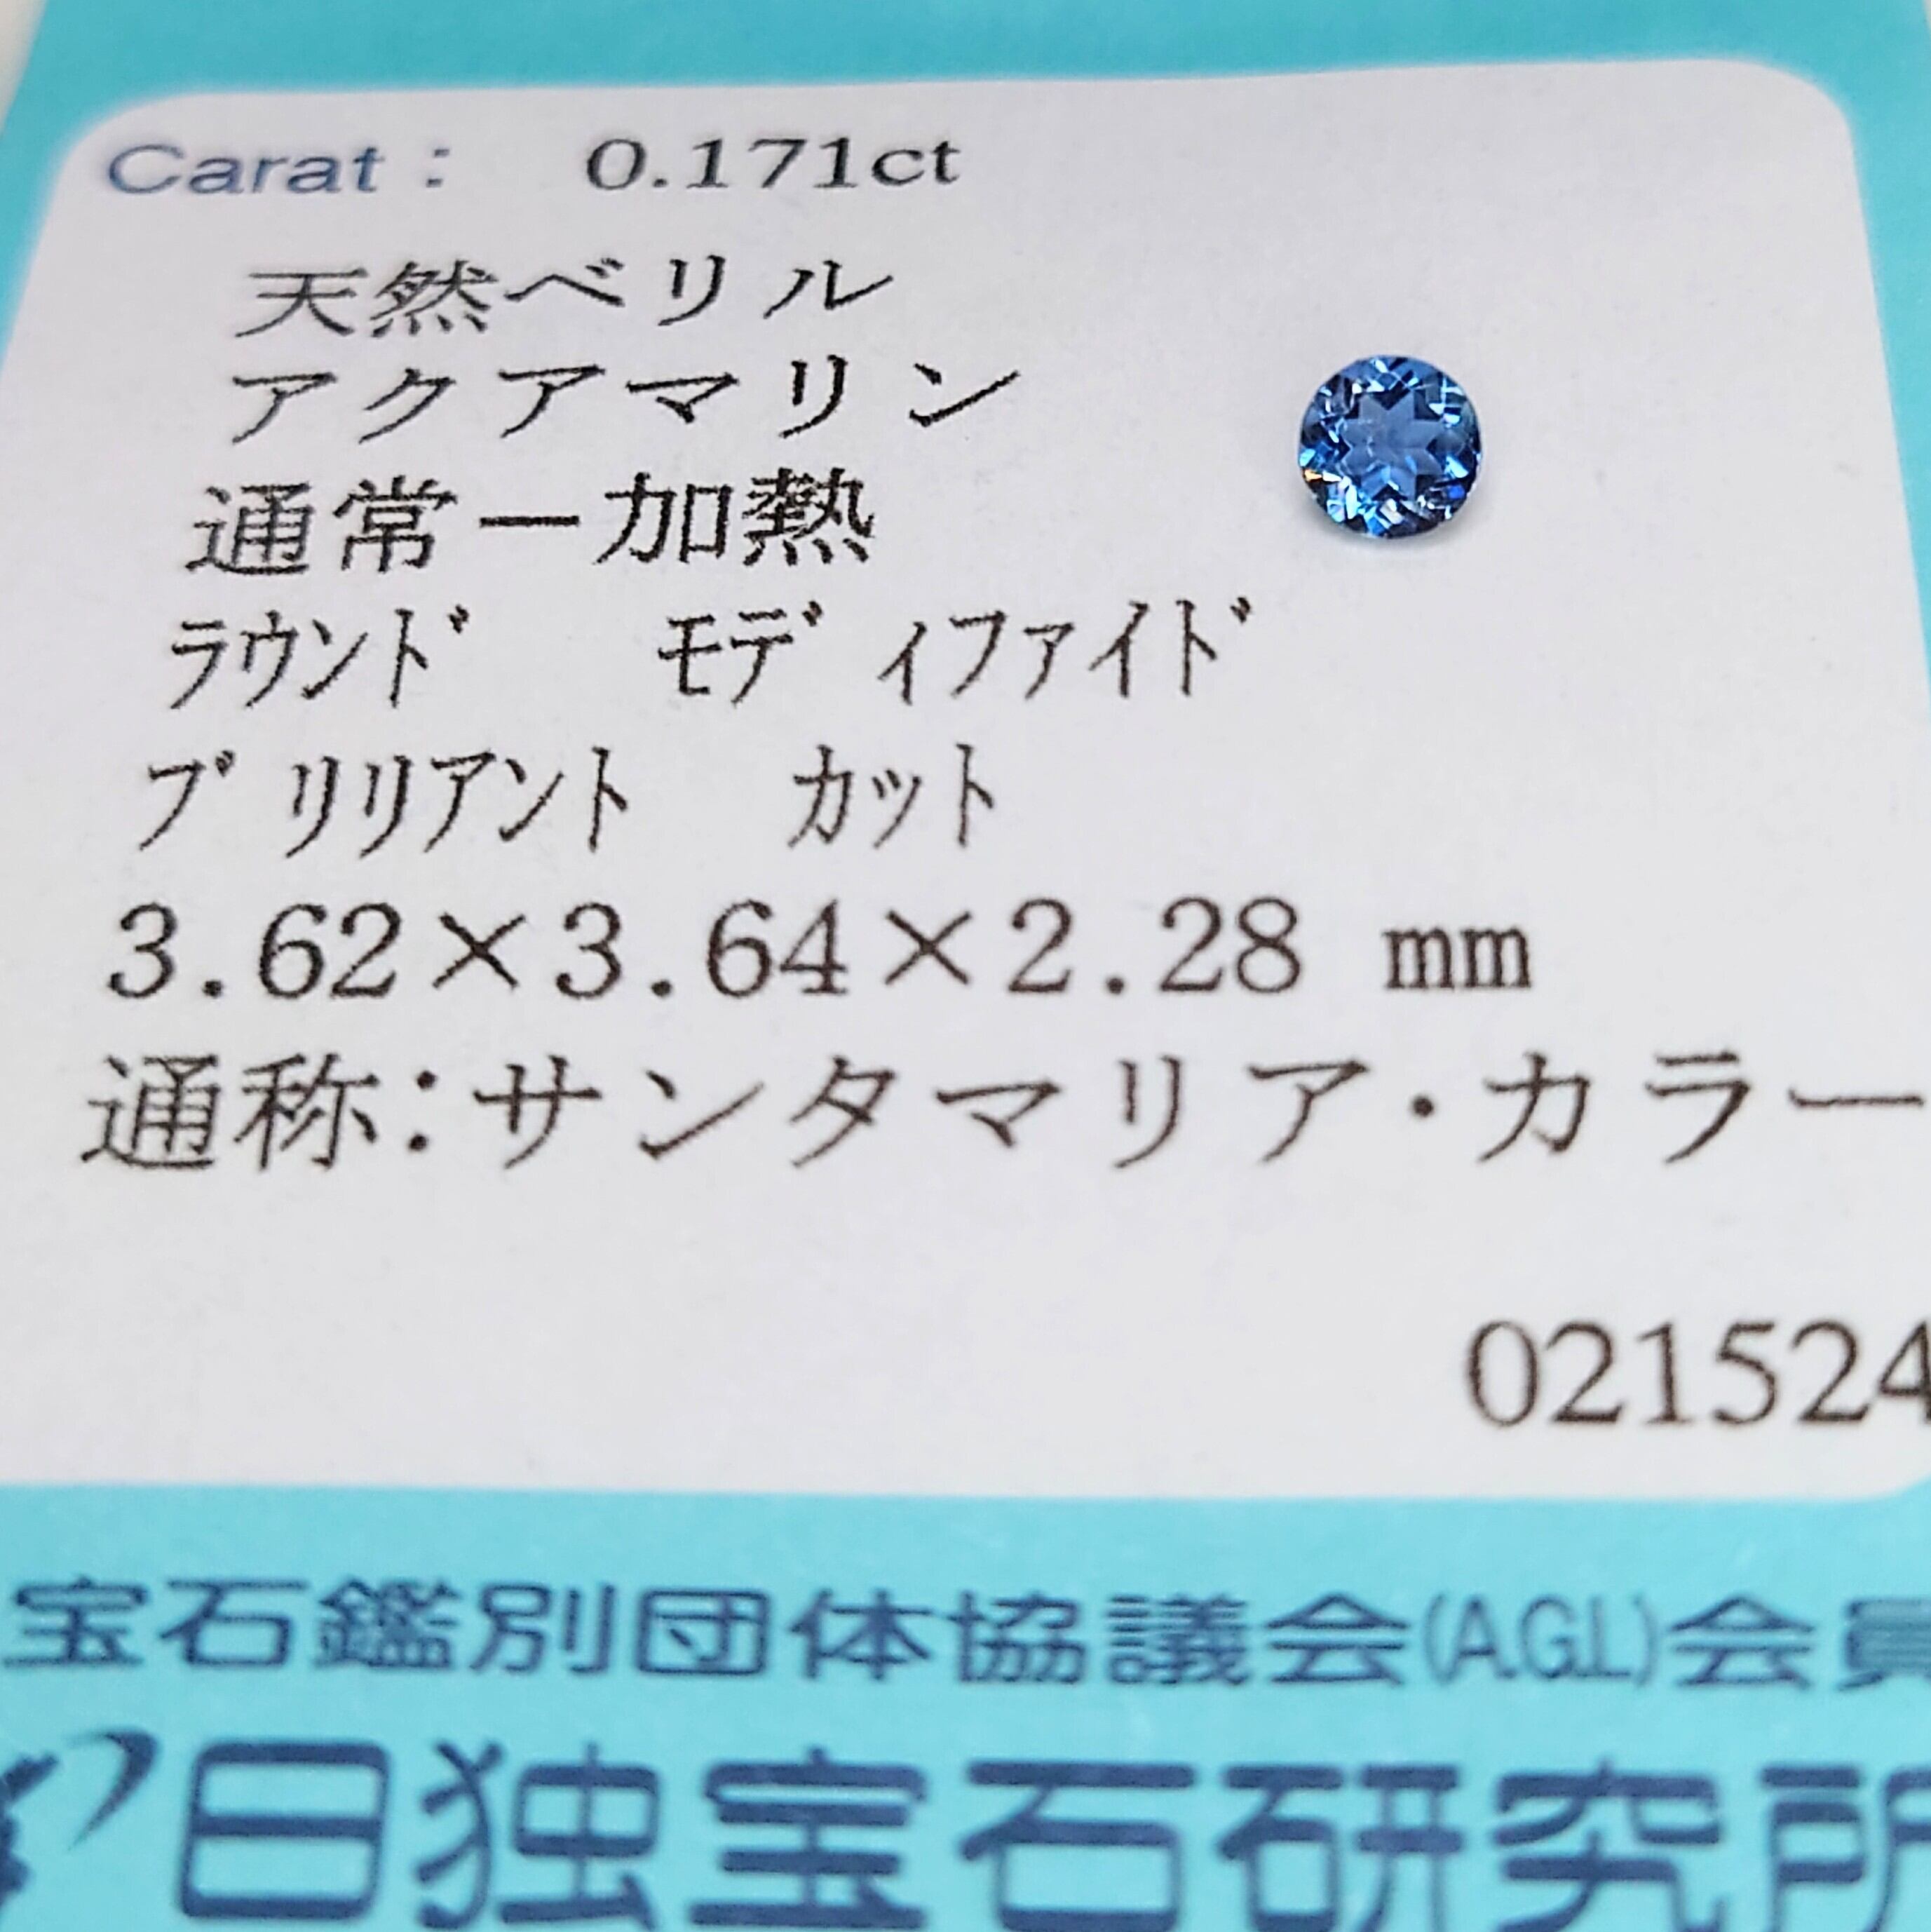 Carat : 0.171ct
天然ベリル
アクアマリン
通常ー加熱
ﾗｳﾝﾄﾞ ﾓﾃﾞｨﾌｧｲﾄﾞ
ﾌﾞﾘﾘｱﾝﾄ ｶｯﾄ
3.62×3.64×2.28 mm
通称:サンタマリア・カラー
021524
宝石鑑別団体協議会(A.G.L.)会員
日独宝石研究所